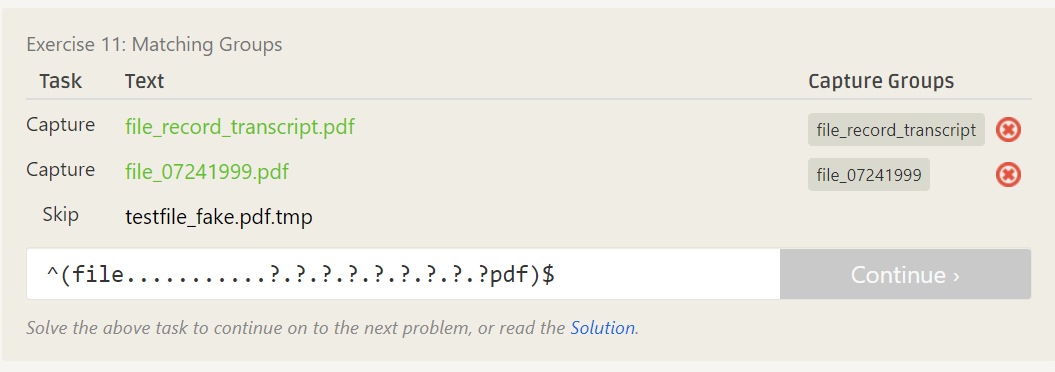 Exercise 11: Matching Groups
Task Text Capture Groups
Capture file_record_transcript.pdf file_record_transcript
Capture file_07241999.pdf file_07241999
Skip testfile_fake.pdf.tmp
^(file...........?.?.?.?.?.?.?.?.?pdf)$ Continue ›
Solve the above task to continue on to the next problem, or read the Solution.